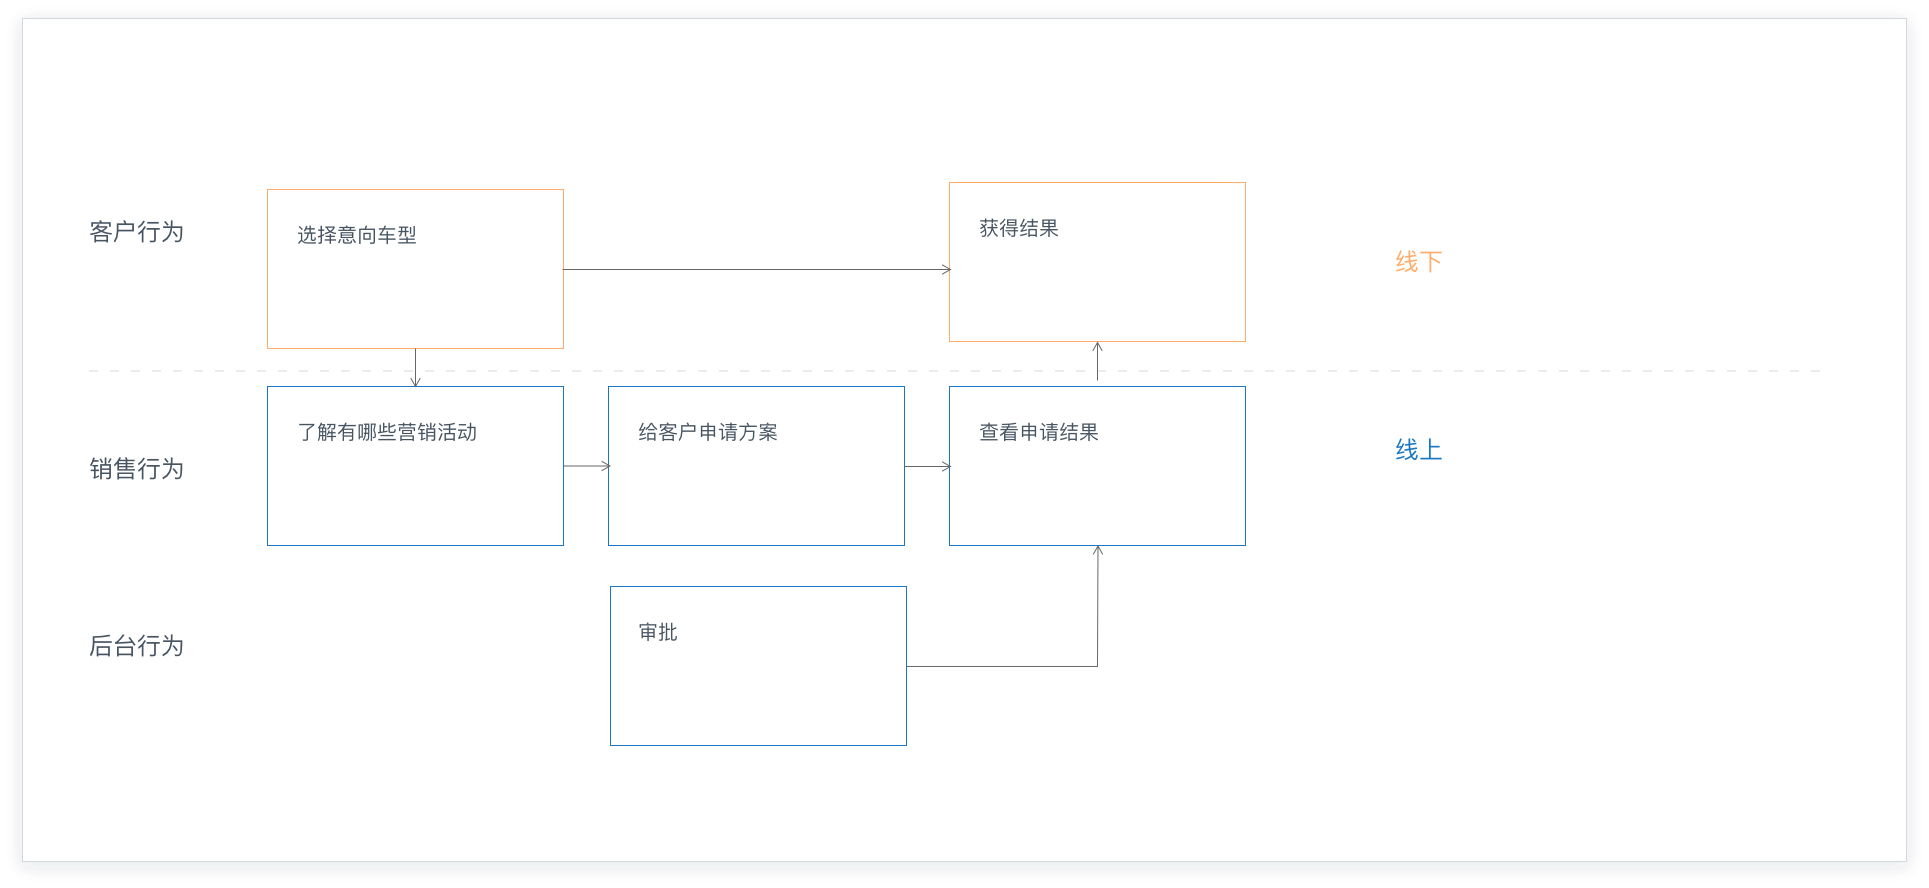 客户行为
选择意向车型
获得结果
线下
了解有哪些营销活动
给客户申请方案
查看申请结果
线上
销售行为
审批
后台行为